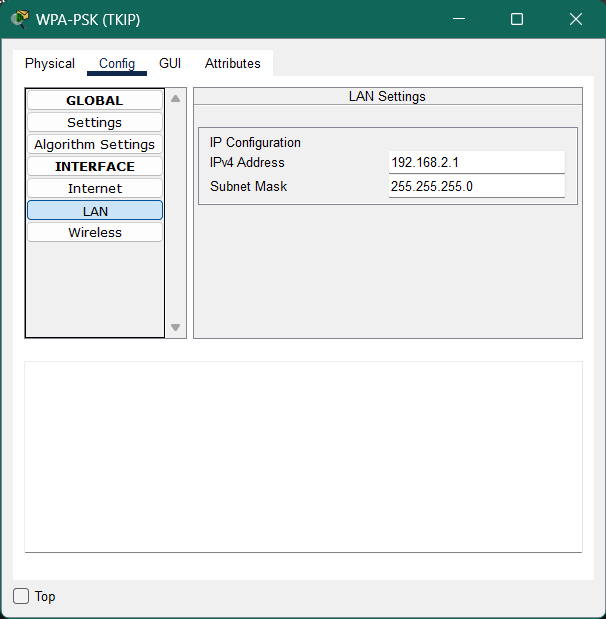 WPA-PSK (TKIP)
Physical Config GUI Attributes
GLOBAL
Settings
Algorithm Settings
INTERFACE
Internet
LAN
Wireless
LAN Settings
IP Configuration
IPv4 Address 192.168.2.1
Subnet Mask 255.255.255.0
Top